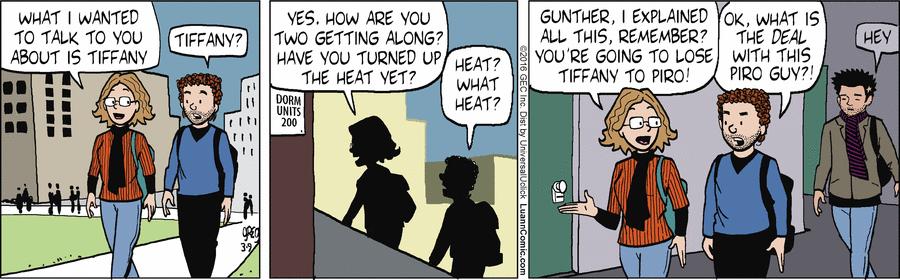 WHAT I WANTED
TO TALK TO YOU
ABOUT IS TIFFANY
TIFFANY?
3-9
YES. HOW ARE YOU
TWO GETTING ALONG?
HAVE YOU TURNED UP
THE HEAT YET?
HEAT?
WHAT
HEAT?
DORM
UNITS
200
©2016 GEC Inc. Dist by UniversalUclick LuannComic.com
GUNTHER, I EXPLAINED
ALL THIS, REMEMBER?
YOU'RE GOING TO LOSE
TIFFANY TO PIRO!
OK, WHAT IS
THE DEAL
WITH THIS
PIRO GUY?!
HEY